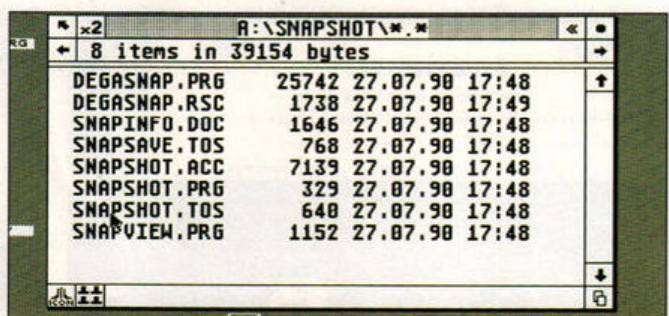 RG
x2 A:\SNAPSHOT\*.* «
8 items in 39154 bytes
DEGASNAP.PRG 25742 27.07.90 17:48
DEGASNAP.RSC 1738 27.07.90 17:49
SNAPINFO.DOC 1646 27.07.90 17:48
SNAPSAVE.TOS 768 27.07.90 17:48
SNAPSHOT.ACC 7139 27.07.90 17:48
SNAPSHOT.PRG 329 27.07.90 17:48
SNAPSHOT.TOS 640 27.07.90 17:48
SNAPVIEW.PRG 1152 27.07.90 17:48
ICON